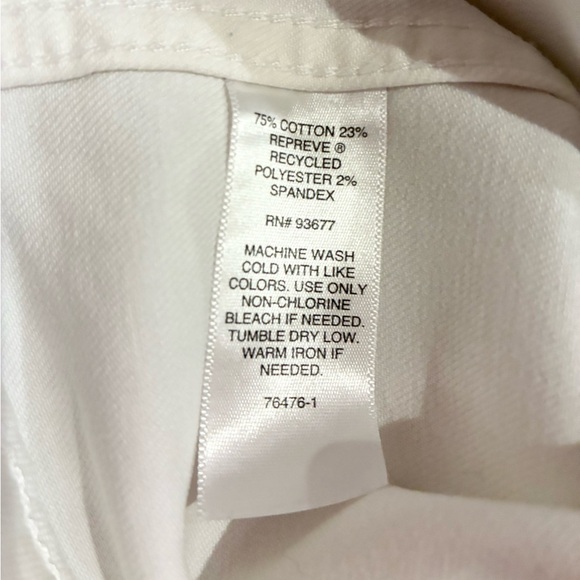 75% COTTON 23%
REPREVE ®
RECYCLED
POLYESTER 2%
SPANDEX
RN# 93677
MACHINE WASH
COLD WITH LIKE
COLORS. USE ONLY
NON-CHLORINE
BLEACH IF NEEDED.
TUMBLE DRY LOW.
WARM IRON IF
NEEDED.
76476-1